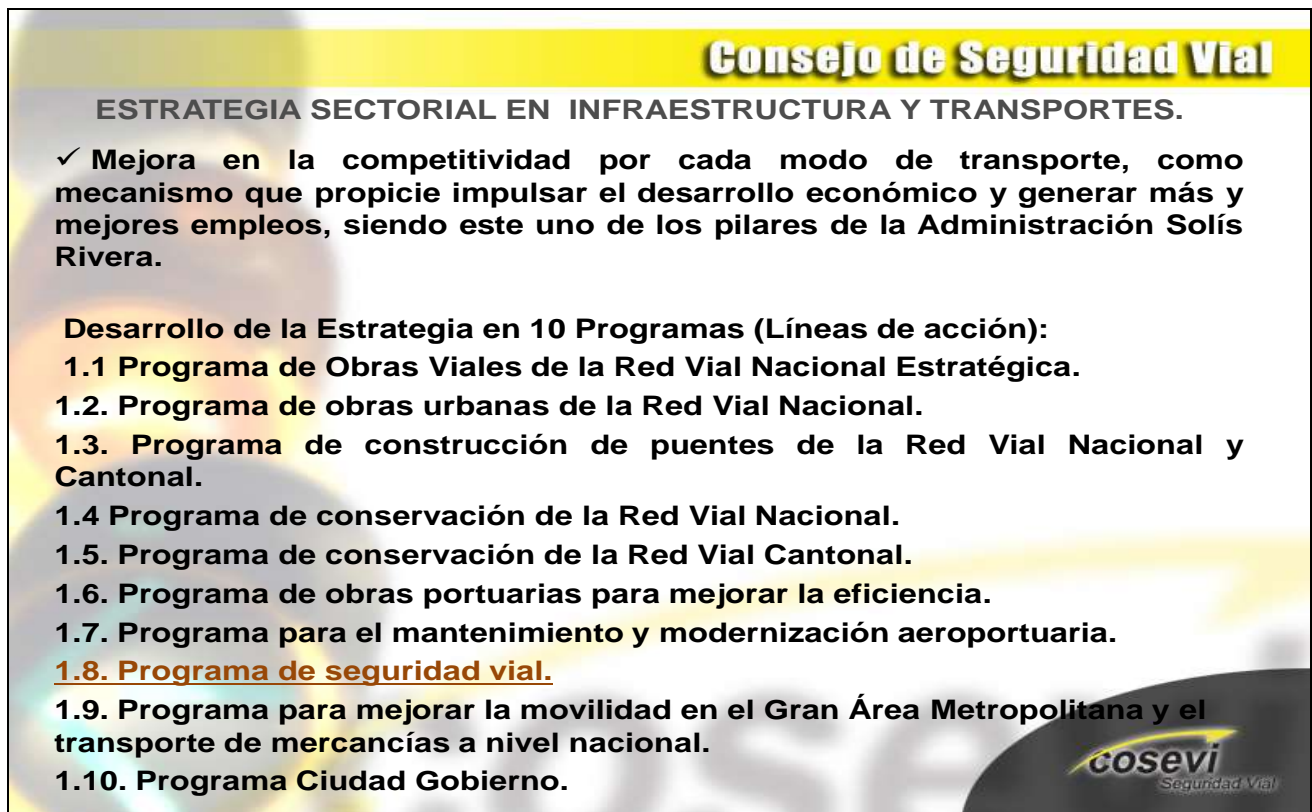 Consejo de Seguridad Vial
ESTRATEGIA SECTORIAL EN INFRAESTRUCTURA Y TRANSPORTES.
✓ Mejora en la competitividad por cada modo de transporte, como
mecanismo que propicie impulsar el desarrollo económico y generar más y
mejores empleos, siendo este uno de los pilares de la Administración Solís
Rivera.
Desarrollo de la Estrategia en 10 Programas (Líneas de acción):
1.1 Programa de Obras Viales de la Red Vial Nacional Estratégica.
1.2. Programa de obras urbanas de la Red Vial Nacional.
1.3. Programa de construcción de puentes de la Red Vial Nacional y
Cantonal.
1.4 Programa de conservación de la Red Vial Nacional.
1.5. Programa de conservación de la Red Vial Cantonal.
1.6. Programa de obras portuarias para mejorar la eficiencia.
1.7. Programa para el mantenimiento y modernización aeroportuaria.
1.8. Programa de seguridad vial.
1.9. Programa para mejorar la movilidad en el Gran Área Metropolitana y el
transporte de mercancías a nivel nacional.
1.10. Programa Ciudad Gobierno.
cosevi
Seguridad Vial